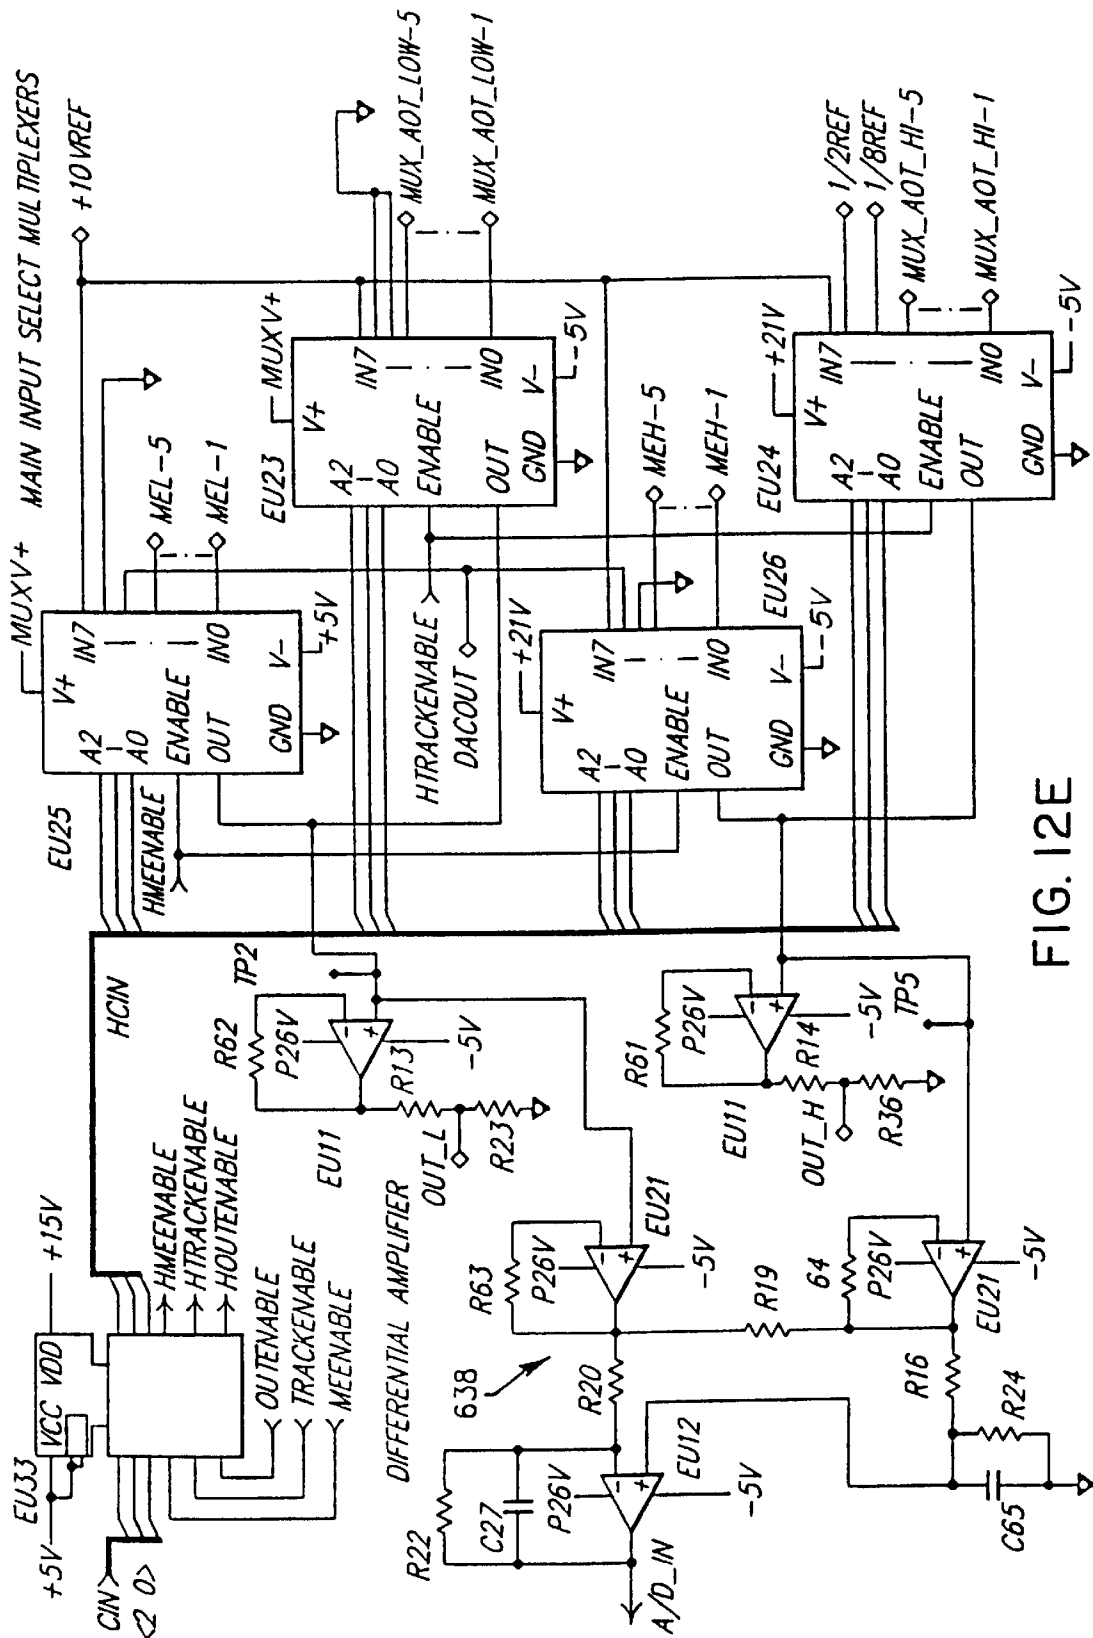 MAIN INPUT SELECT MULTIPLEXERS
+5V
EU33
VCC VDD
+15V
CIN
<2 0>
HMEENABLE
HTRACKENABLE
HOUTENABLE
OUTENABLE
TRACKENABLE
MEENABLE
HCIN
EU25
HMEENABLE
MUXV+
V+
A2
A0
ENABLE
OUT
GND
IN7
IN0
V-
+5V
MEL-5
MEL-1
+10VREF
EU23
MUXV+
V+
A2
A0
ENABLE
OUT
GND
IN7
IN0
V-
-5V
MUX_AOT_LOW-5
MUX_AOT_LOW-1
HTRACKENABLE
DACOUT
EU26
+21V
V+
A2
A0
ENABLE
OUT
GND
IN7
IN0
V-
-5V
MEH-5
MEH-1
EU24
+21V
V+
A2
A0
ENABLE
OUT
GND
IN7
IN0
V-
-5V
1/2REF
1/8REF
MUX_AOT_HI-5
MUX_AOT_HI-1
TP2
R62
P26V
-5V
EU11
R13
OUT_L
R23
R61
P26V
-5V
TP5
EU11
R14
OUT_H
R36
DIFFERENTIAL AMPLIFIER
638
R63
P26V
EU21
-5V
R19
64
P26V
EU21
-5V
R20
R16
R24
C65
R22
C27
P26V
EU12
-5V
A/D_IN
FIG. 12E